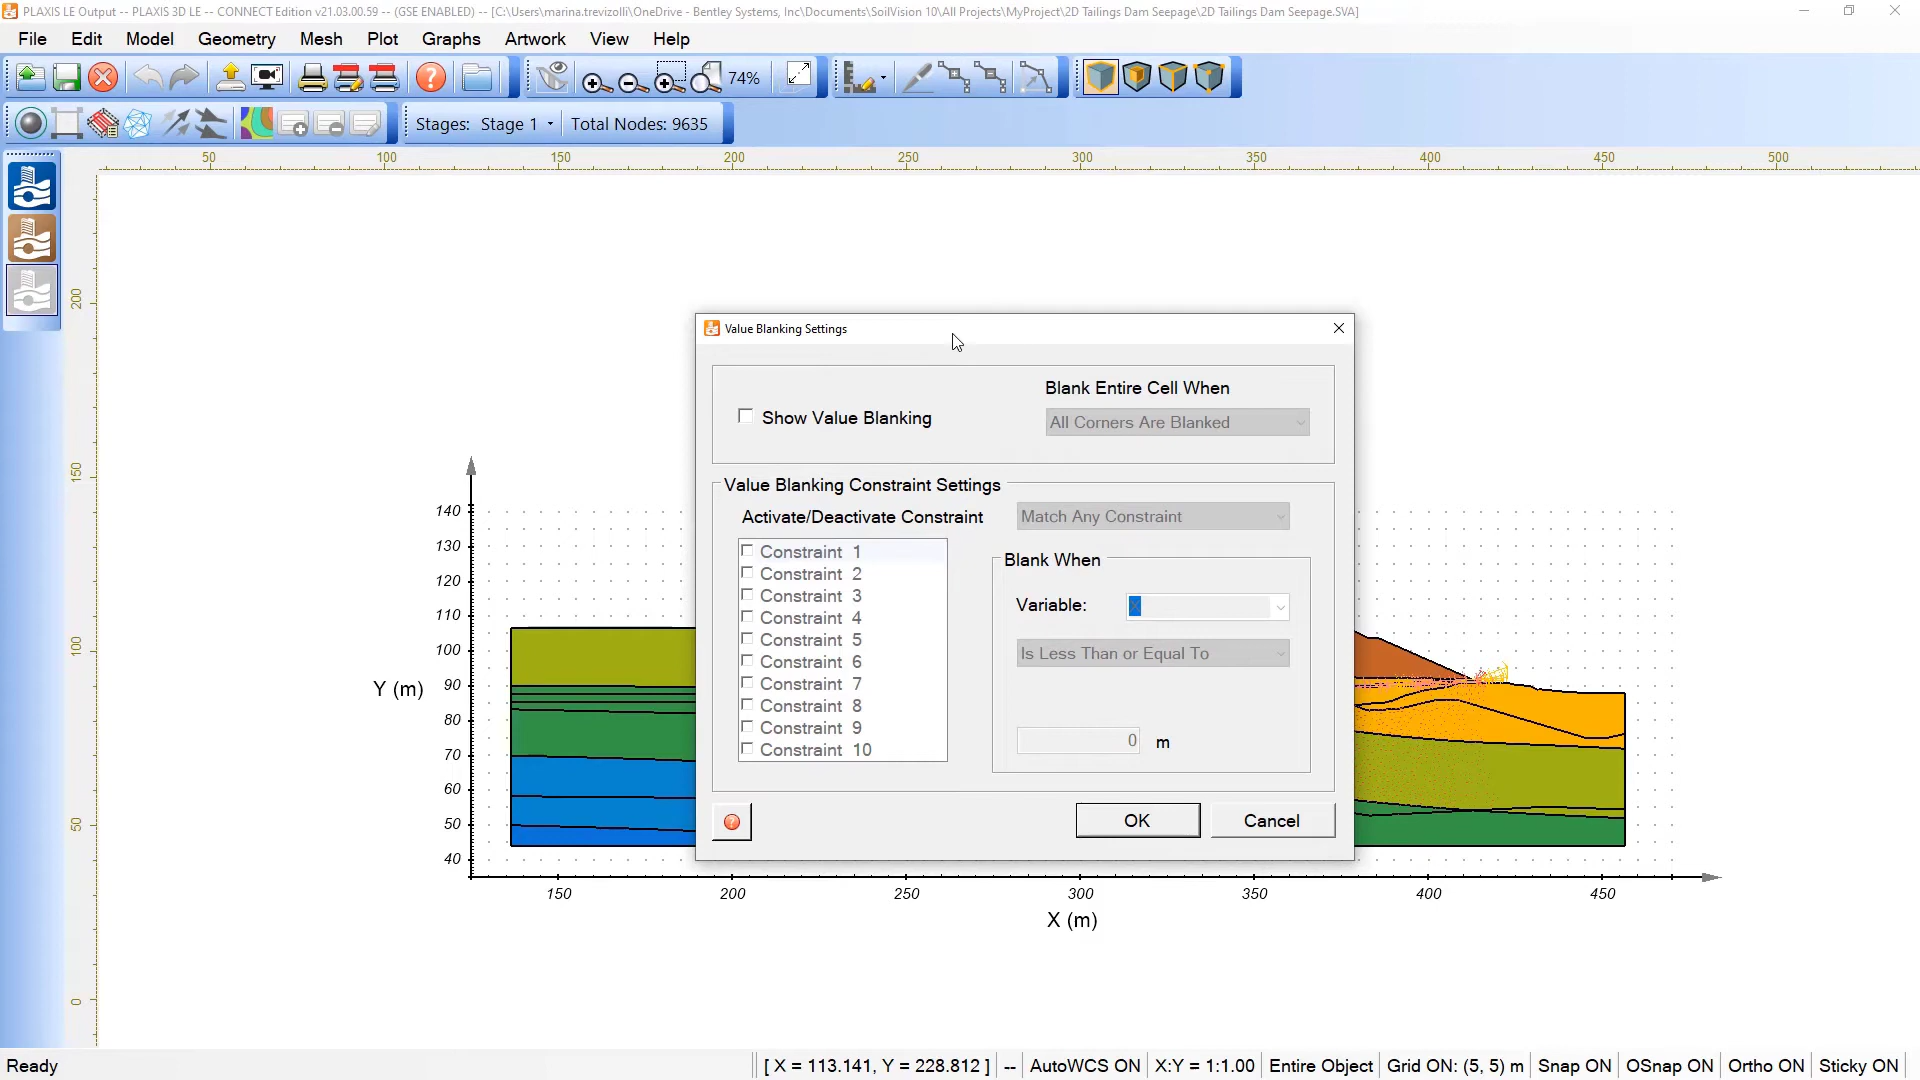 PLAXIS LE Output -- PLAXIS 3D LE -- CONNECT Edition v21.03.00.59 -- (GSE ENABLED) -- [C:\Users\marina.trevizolli\OneDrive - Bentley Systems, Inc\Documents\SoilVision 10\All Projects\MyProject\2D Tailings Dam Seepage\2D Tailings Dam Seepage.SVA]
File Edit Model Geometry Mesh Plot Graphs Artwork View Help
74%
Stages: Stage 1 Total Nodes: 9635
50 100 150 200 250 300 350 400 450 500
200
150
100
50
0
Value Blanking Settings
Blank Entire Cell When
Show Value Blanking
All Corners Are Blanked
Value Blanking Constraint Settings
Activate/Deactivate Constraint
Match Any Constraint
Constraint 1
Constraint 2
Constraint 3
Constraint 4
Constraint 5
Constraint 6
Constraint 7
Constraint 8
Constraint 9
Constraint 10
Blank When
Variable:
Is Less Than or Equal To
0 m
OK Cancel
140
130
120
110
100
90
80
70
60
50
40
Y (m)
150 200 250 300 350 400 450
X (m)
Ready [ X = 113.141, Y = 228.812 ] -- AutoWCS ON X:Y = 1:1.00 Entire Object Grid ON: (5, 5) m Snap ON OSnap ON Ortho ON Sticky ON